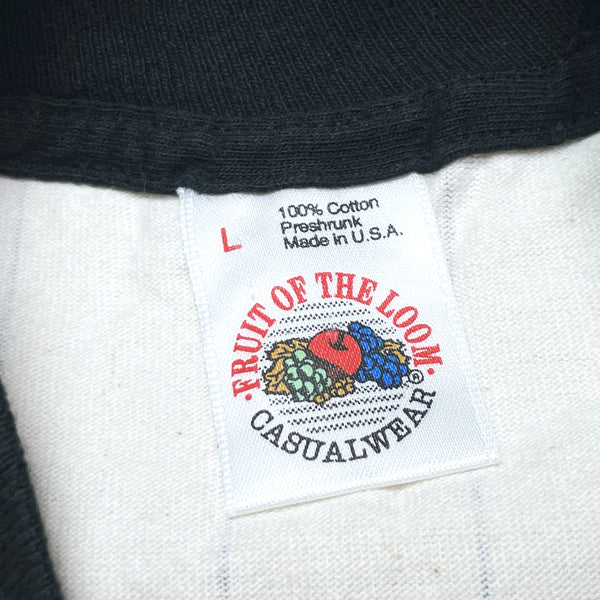 L
100% Cotton
Preshrunk
Made in U.S.A.
·FRUIT OF THE LOOM·
®
CASUALWEAR